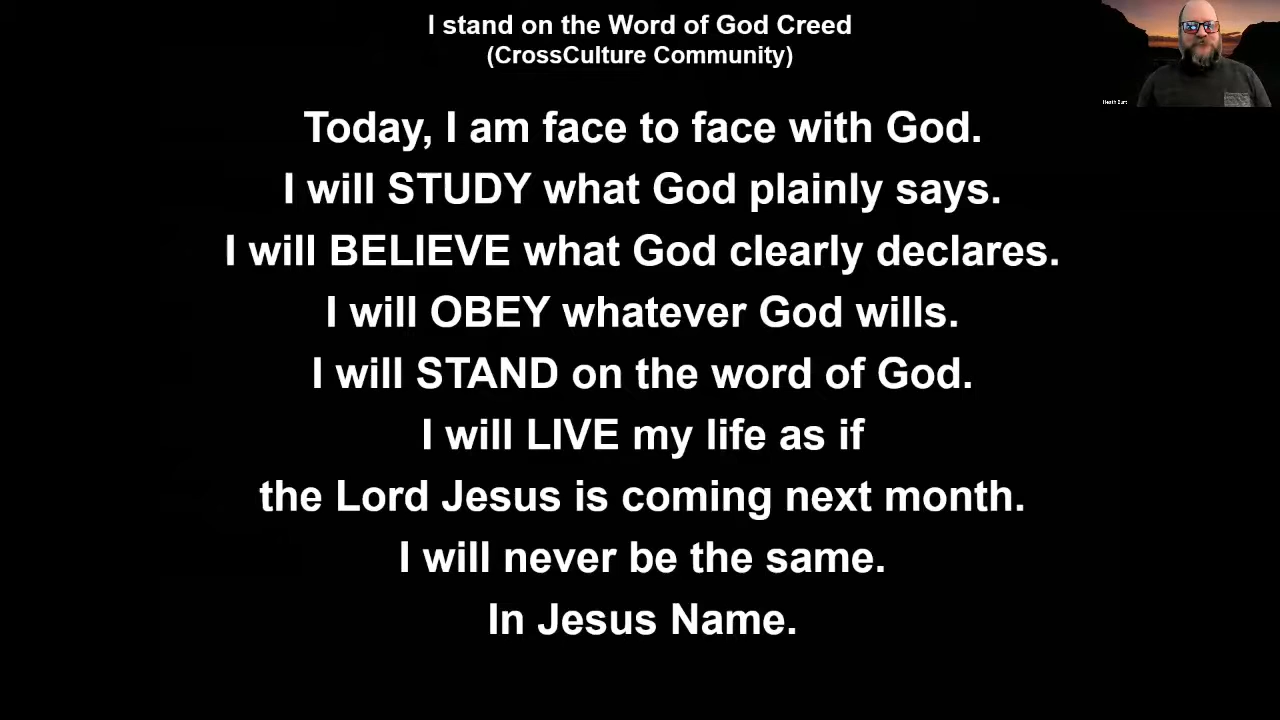 I stand on the Word of God Creed
(CrossCulture Community)
Today, I am face to face with God.
I will STUDY what God plainly says.
I will BELIEVE what God clearly declares.
I will OBEY whatever God wills.
I will STAND on the word of God.
I will LIVE my life as if
the Lord Jesus is coming next month.
I will never be the same.
In Jesus Name.